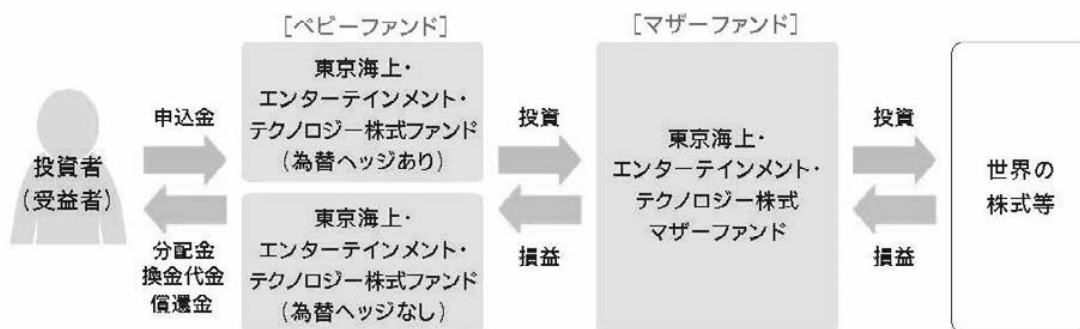 [ベビーファンド]
[マザーファンド]
投資者
(受益者)
申込金
分配金
換金代金
償還金
東京海上・
エンターテインメント・
テクノロジー株式ファンド
(為替ヘッジあり)
東京海上・
エンターテインメント・
テクノロジー株式ファンド
(為替ヘッジなし)
投資
損益
東京海上・
エンターテインメント・
テクノロジー株式
マザーファンド
投資
損益
世界の
株式等